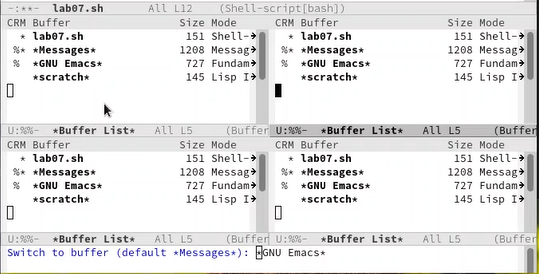 -:**-  lab07.sh       All L12    (Shell-script[bash])
CRM Buffer                Size Mode
  * lab07.sh               151 Shell-→
 %* *Messages*            1208 Messag→
 %  *GNU Emacs*            727 Fundam→
    *scratch*              145 Lisp I→
U:%%-  *Buffer List*   All L5     (Buffer
CRM Buffer                Size Mode
  * lab07.sh               151 Shell-→
 %* *Messages*            1208 Messag→
 %  *GNU Emacs*            727 Fundam→
    *scratch*              145 Lisp I→
U:%%-  *Buffer List*   All L5     (Buffer
CRM Buffer                Size Mode
  * lab07.sh               151 Shell-→
 %* *Messages*            1208 Messag→
 %  *GNU Emacs*            727 Fundam→
    *scratch*              145 Lisp I→
U:%%-  *Buffer List*   All L5     (Buffer
CRM Buffer                Size Mode
  * lab07.sh               151 Shell-→
 %* *Messages*            1208 Messag→
 %  *GNU Emacs*            727 Fundam→
    *scratch*              145 Lisp I→
U:%%-  *Buffer List*   All L5     (Buffer
Switch to buffer (default *Messages*): *GNU Emacs*